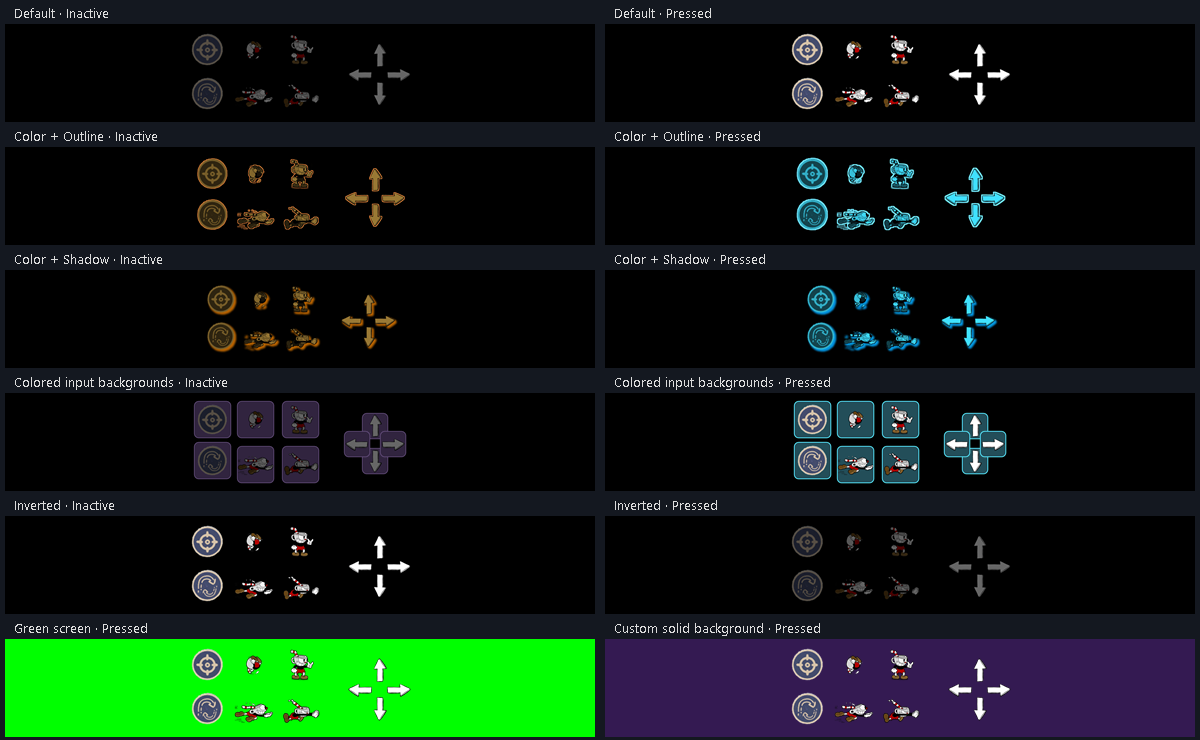 Default · Inactive
Default · Pressed
Color + Outline · Inactive
Color + Outline · Pressed
Color + Shadow · Inactive
Color + Shadow · Pressed
Colored input backgrounds · Inactive
Colored input backgrounds · Pressed
Inverted · Inactive
Inverted · Pressed
Green screen · Pressed
Custom solid background · Pressed